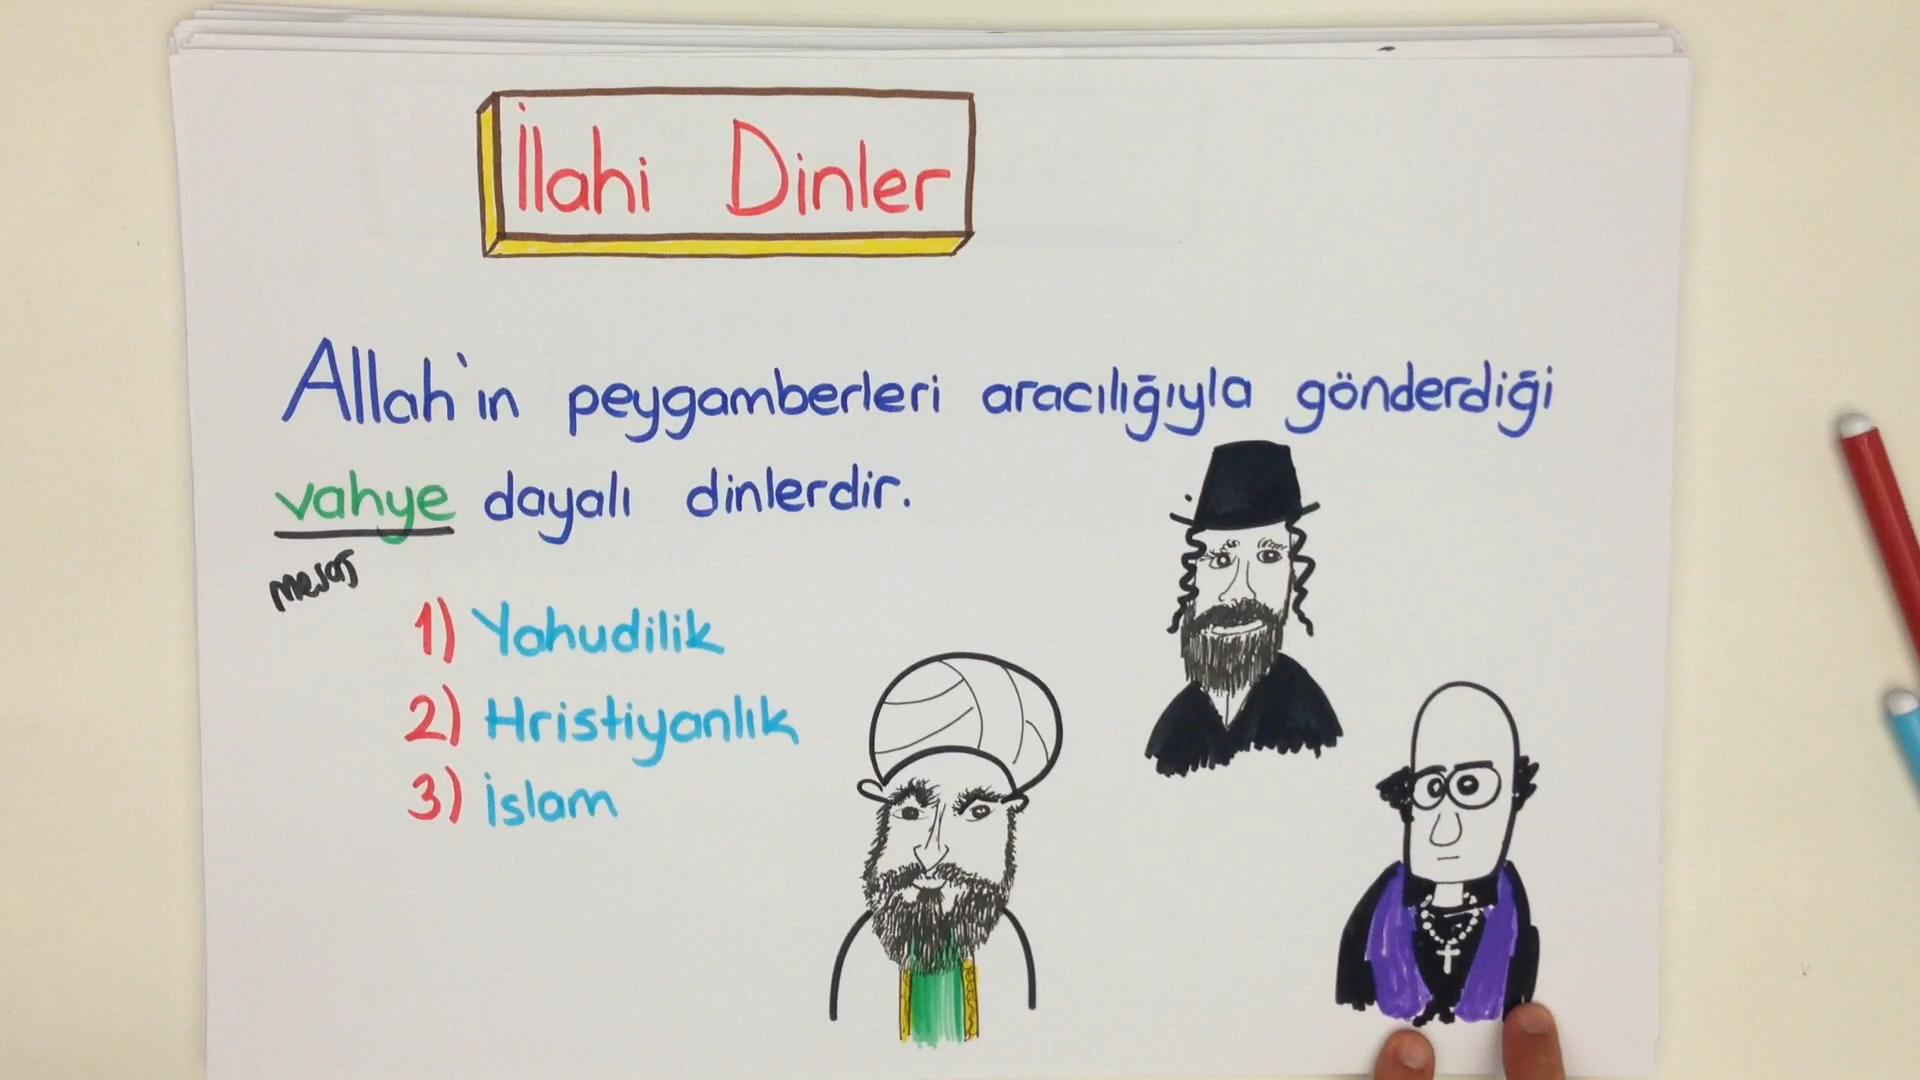 İlahi Dinler
Allah'ın peygamberleri aracılığıyla gönderdiği
vahye dayalı dinlerdir.
mesaj
1) Yahudilik
2) Hristiyanlık
3) İslam